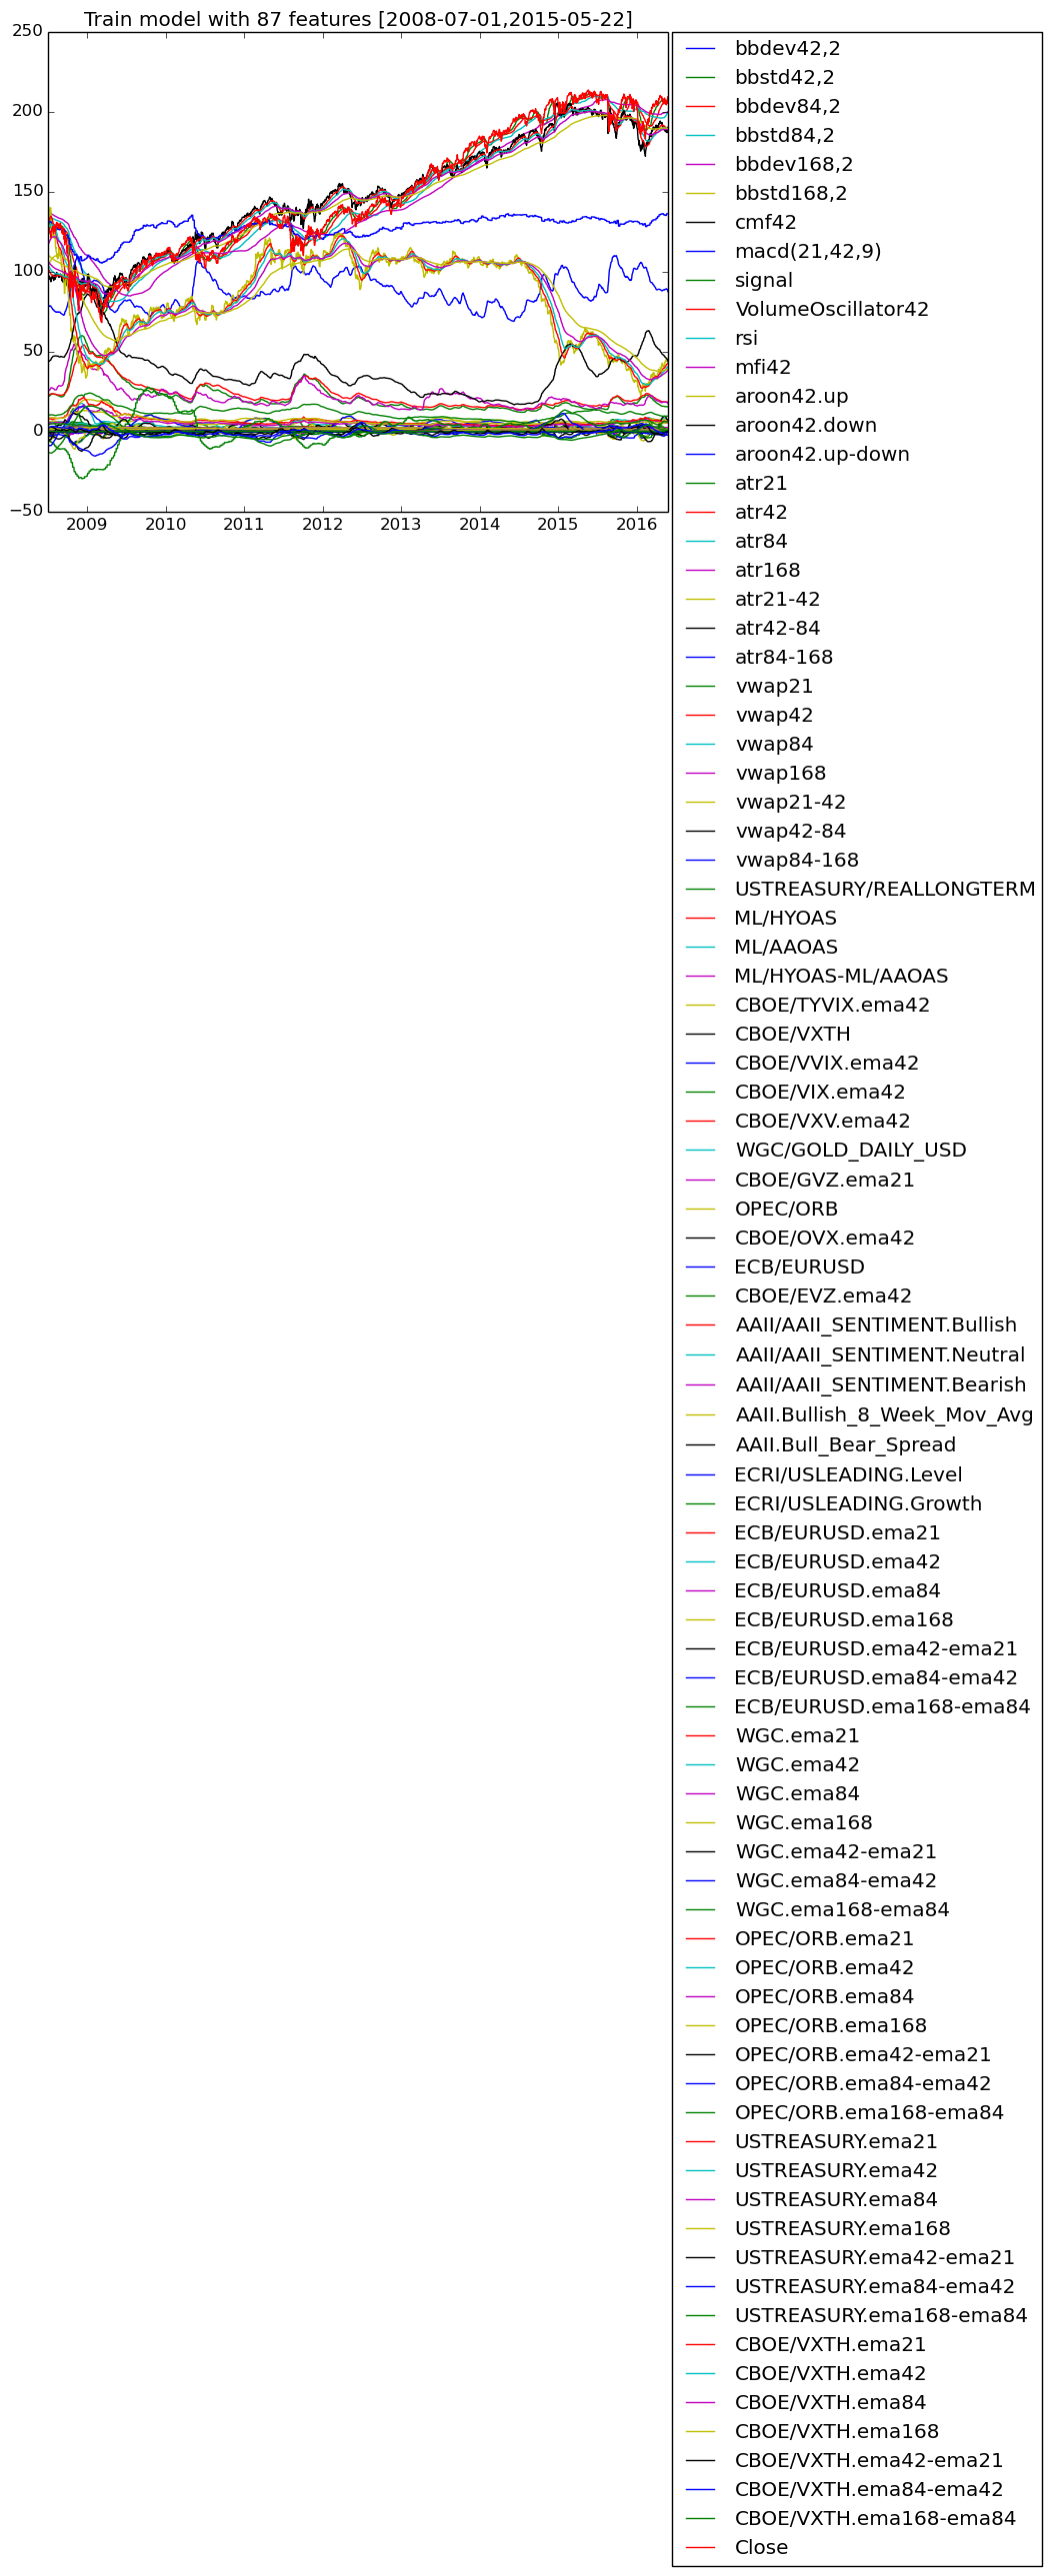 Train model with 87 features [2008-07-01,2015-05-22]
250
200
150
100
50
0
−50
2009 2010 2011 2012 2013 2014 2015 2016
bbdev42,2
bbstd42,2
bbdev84,2
bbstd84,2
bbdev168,2
bbstd168,2
cmf42
macd(21,42,9)
signal
VolumeOscillator42
rsi
mfi42
aroon42.up
aroon42.down
aroon42.up-down
atr21
atr42
atr84
atr168
atr21-42
atr42-84
atr84-168
vwap21
vwap42
vwap84
vwap168
vwap21-42
vwap42-84
vwap84-168
USTREASURY/REALLONGTERM
ML/HYOAS
ML/AAOAS
ML/HYOAS-ML/AAOAS
CBOE/TYVIX.ema42
CBOE/VXTH
CBOE/VVIX.ema42
CBOE/VIX.ema42
CBOE/VXV.ema42
WGC/GOLD_DAILY_USD
CBOE/GVZ.ema21
OPEC/ORB
CBOE/OVX.ema42
ECB/EURUSD
CBOE/EVZ.ema42
AAII/AAII_SENTIMENT.Bullish
AAII/AAII_SENTIMENT.Neutral
AAII/AAII_SENTIMENT.Bearish
AAII.Bullish_8_Week_Mov_Avg
AAII.Bull_Bear_Spread
ECRI/USLEADING.Level
ECRI/USLEADING.Growth
ECB/EURUSD.ema21
ECB/EURUSD.ema42
ECB/EURUSD.ema84
ECB/EURUSD.ema168
ECB/EURUSD.ema42-ema21
ECB/EURUSD.ema84-ema42
ECB/EURUSD.ema168-ema84
WGC.ema21
WGC.ema42
WGC.ema84
WGC.ema168
WGC.ema42-ema21
WGC.ema84-ema42
WGC.ema168-ema84
OPEC/ORB.ema21
OPEC/ORB.ema42
OPEC/ORB.ema84
OPEC/ORB.ema168
OPEC/ORB.ema42-ema21
OPEC/ORB.ema84-ema42
OPEC/ORB.ema168-ema84
USTREASURY.ema21
USTREASURY.ema42
USTREASURY.ema84
USTREASURY.ema168
USTREASURY.ema42-ema21
USTREASURY.ema84-ema42
USTREASURY.ema168-ema84
CBOE/VXTH.ema21
CBOE/VXTH.ema42
CBOE/VXTH.ema84
CBOE/VXTH.ema168
CBOE/VXTH.ema42-ema21
CBOE/VXTH.ema84-ema42
CBOE/VXTH.ema168-ema84
Close